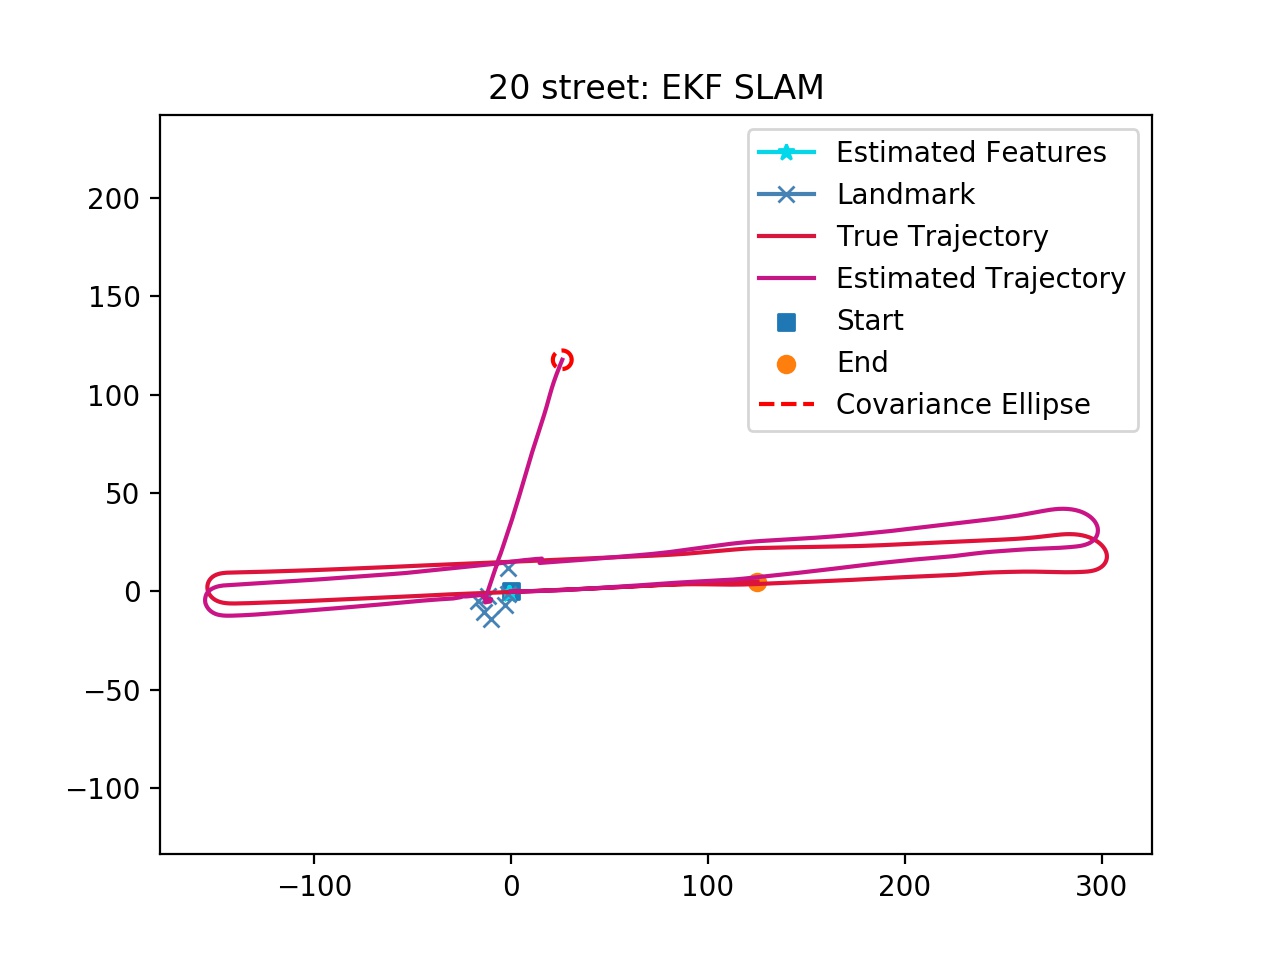 20 street: EKF SLAM
Estimated Features
Landmark
True Trajectory
Estimated Trajectory
Start
End
Covariance Ellipse
200
150
100
50
0
−50
−100
−100 0 100 200 300